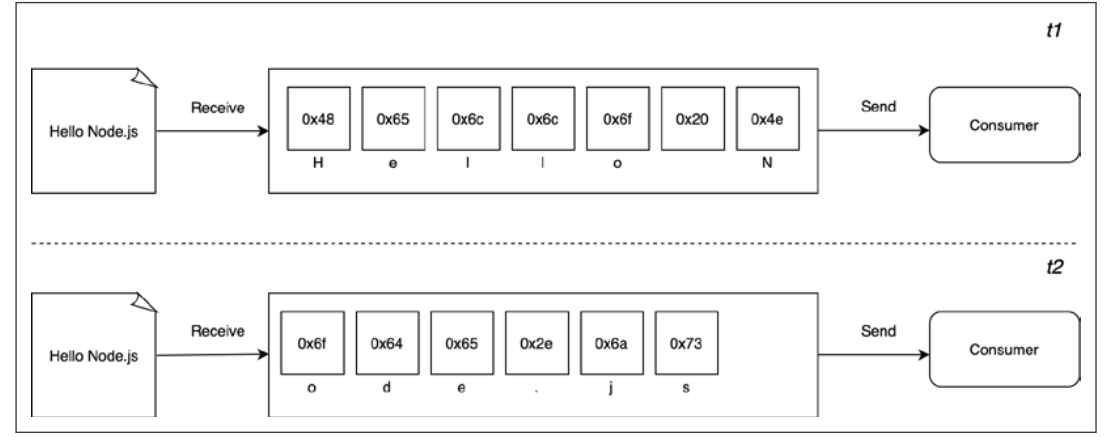 t1
Hello Node.js
Receive
0x48 0x65 0x6c 0x6c 0x6f 0x20 0x4e
H e l l o N
Send
Consumer
t2
Hello Node.js
Receive
0x6f 0x64 0x65 0x2e 0x6a 0x73
o d e . j s
Send
Consumer